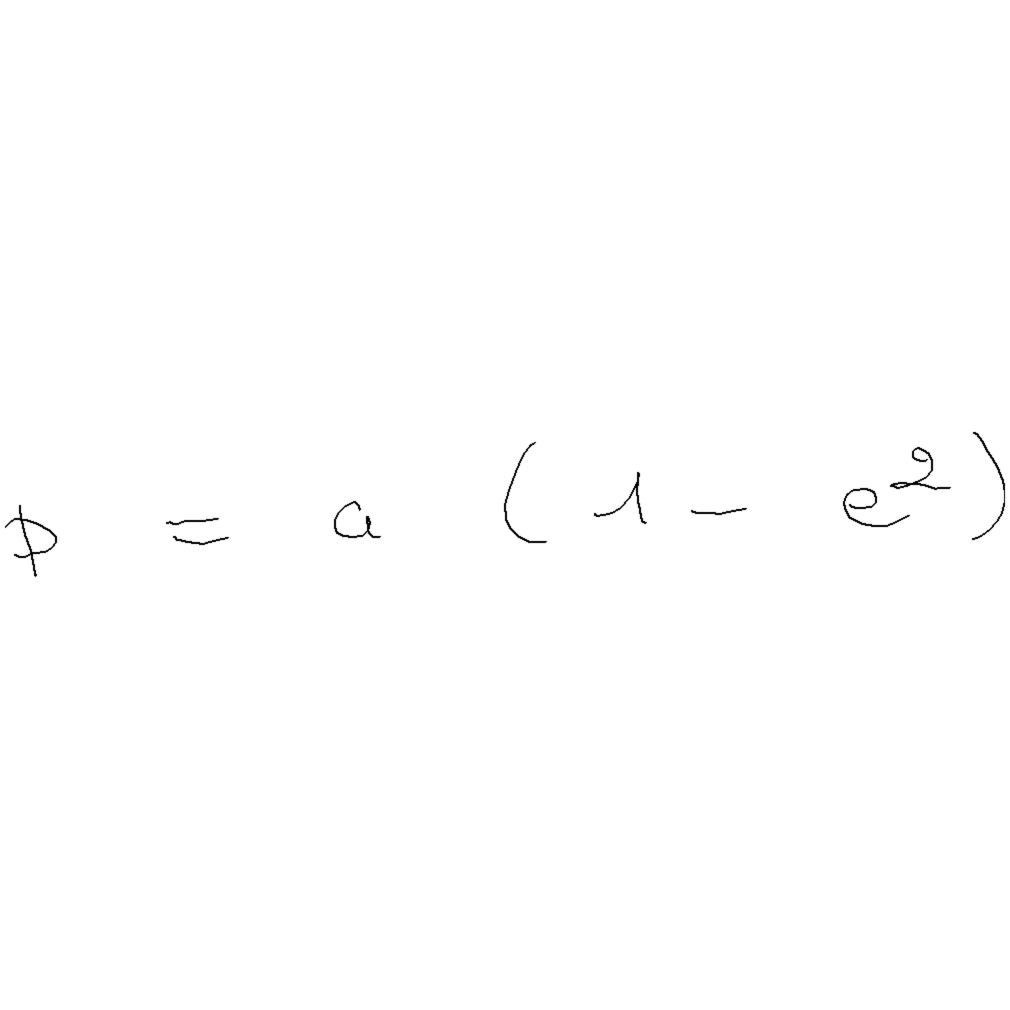 p = a (1 - e²)